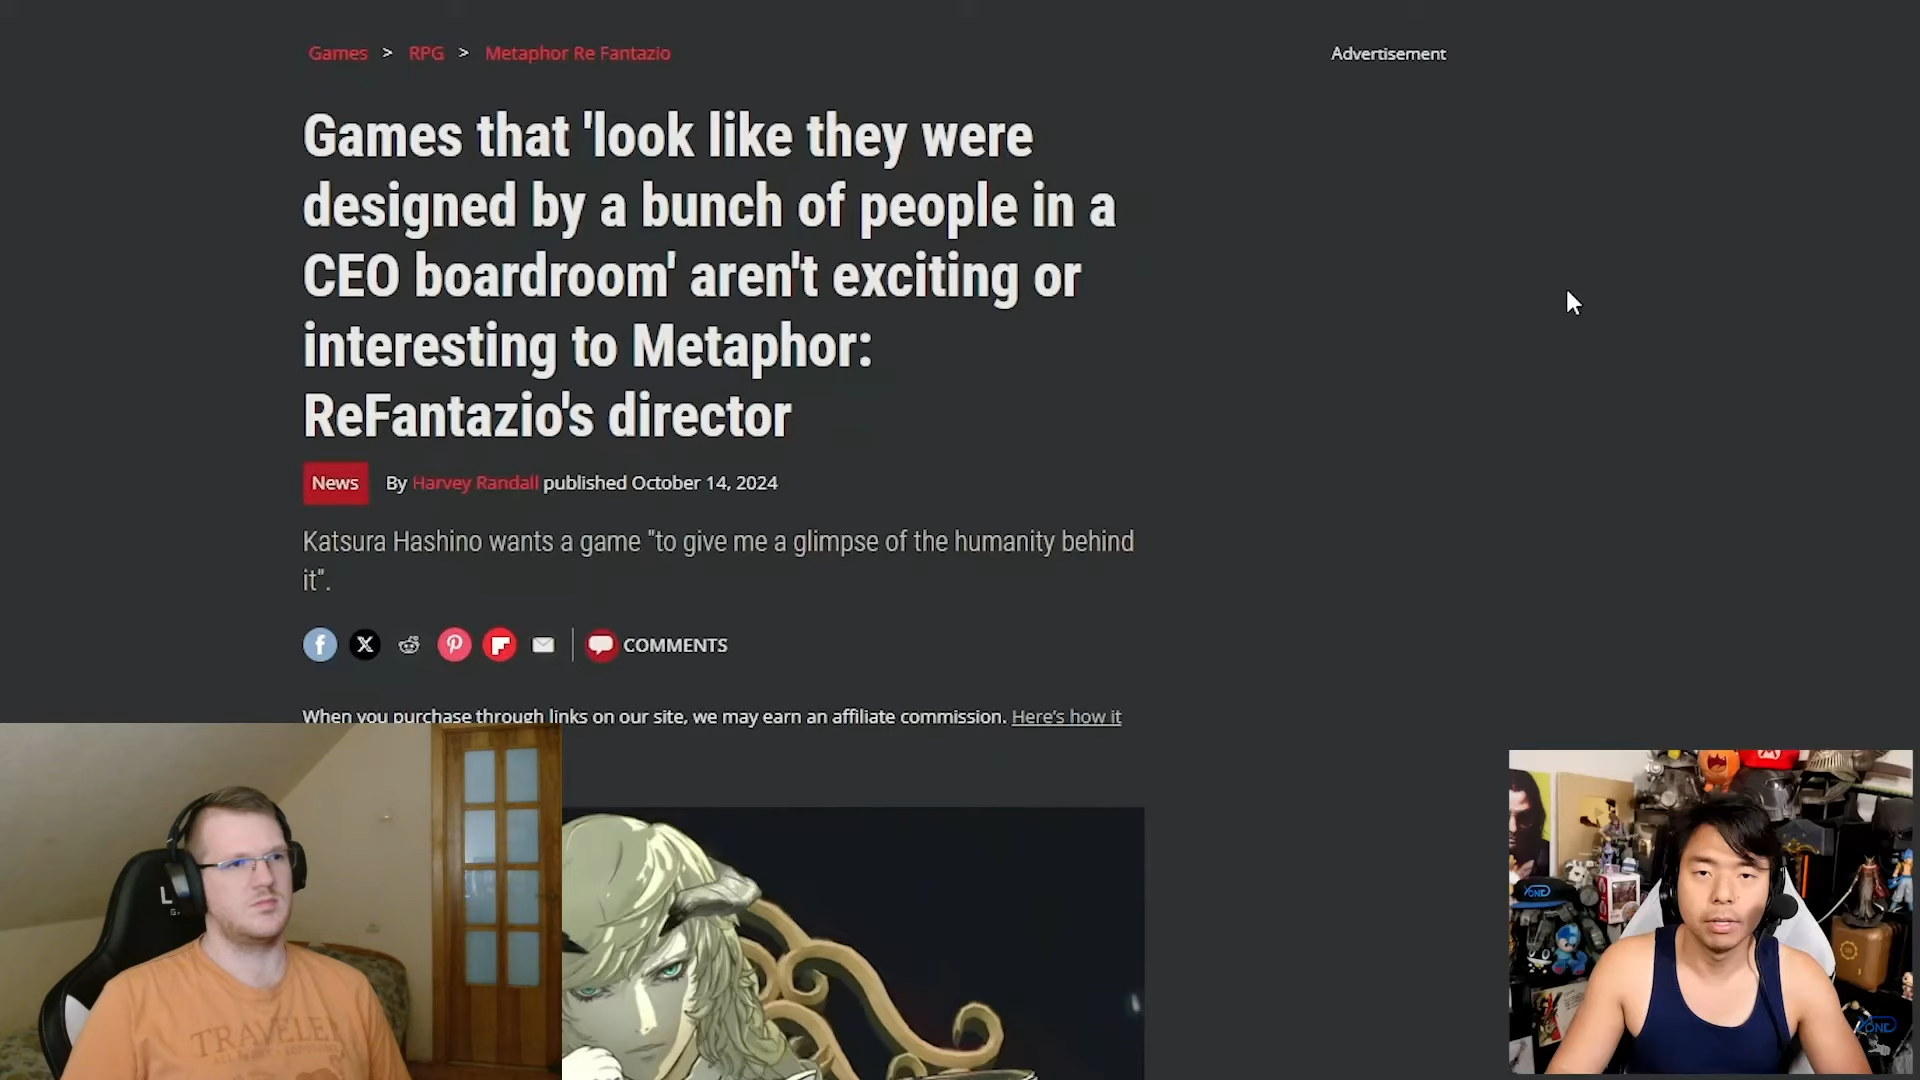 Games > RPG > Metaphor Re Fantazio
Advertisement
Games that 'look like they were
designed by a bunch of people in a
CEO boardroom' aren't exciting or
interesting to Metaphor:
ReFantazio's director
News By Harvey Randall published October 14, 2024
Katsura Hashino wants a game "to give me a glimpse of the humanity behind
it".
COMMENTS
When you purchase through links on our site, we may earn an affiliate commission. Here's how it
TRAVELER
YONE
YONE